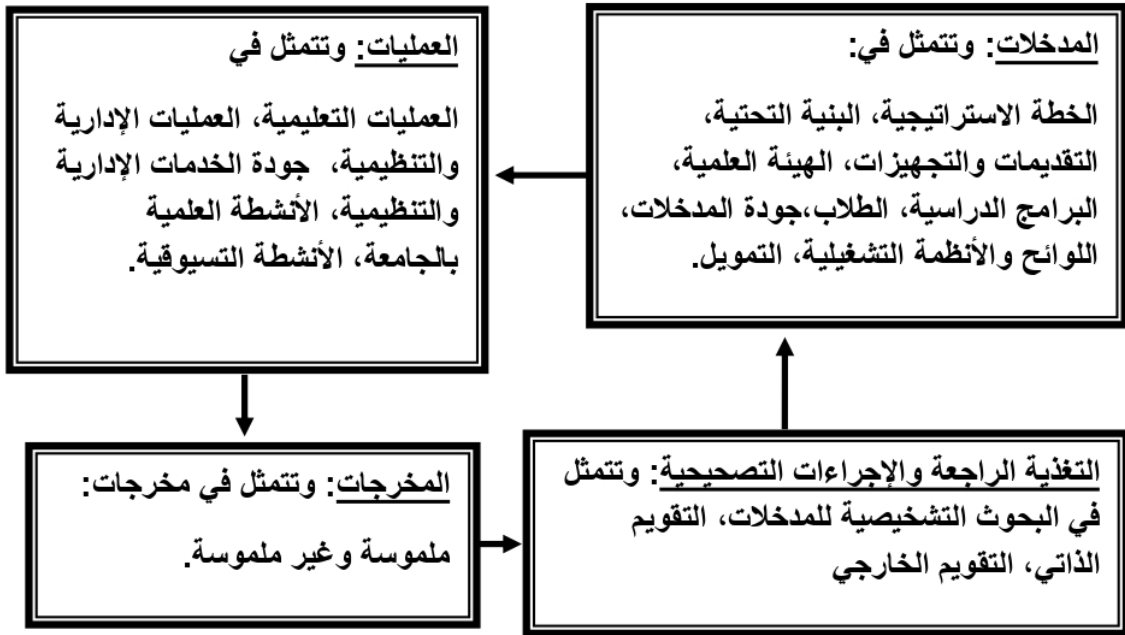 المدخلات: وتتمثل في:
الخطة الاستراتيجية، البنية التحتية،
التقديمات والتجهيزات، الهيئة العلمية،
البرامج الدراسية، الطلاب،جودة المدخلات،
اللوائح والأنظمة التشغيلية، التمويل.
العمليات: وتتمثل في
العمليات التعليمية، العمليات الإدارية
والتنظيمية، جودة الخدمات الإدارية
والتنظيمية، الأنشطة العلمية
بالجامعة، الأنشطة التسيوقية.
المخرجات: وتتمثل في مخرجات:
ملموسة وغير ملموسة.
التغذية الراجعة والإجراءات التصحيحية: وتتمثل
في البحوث التشخيصية للمدخلات، التقويم
الذاتي، التقويم الخارجي